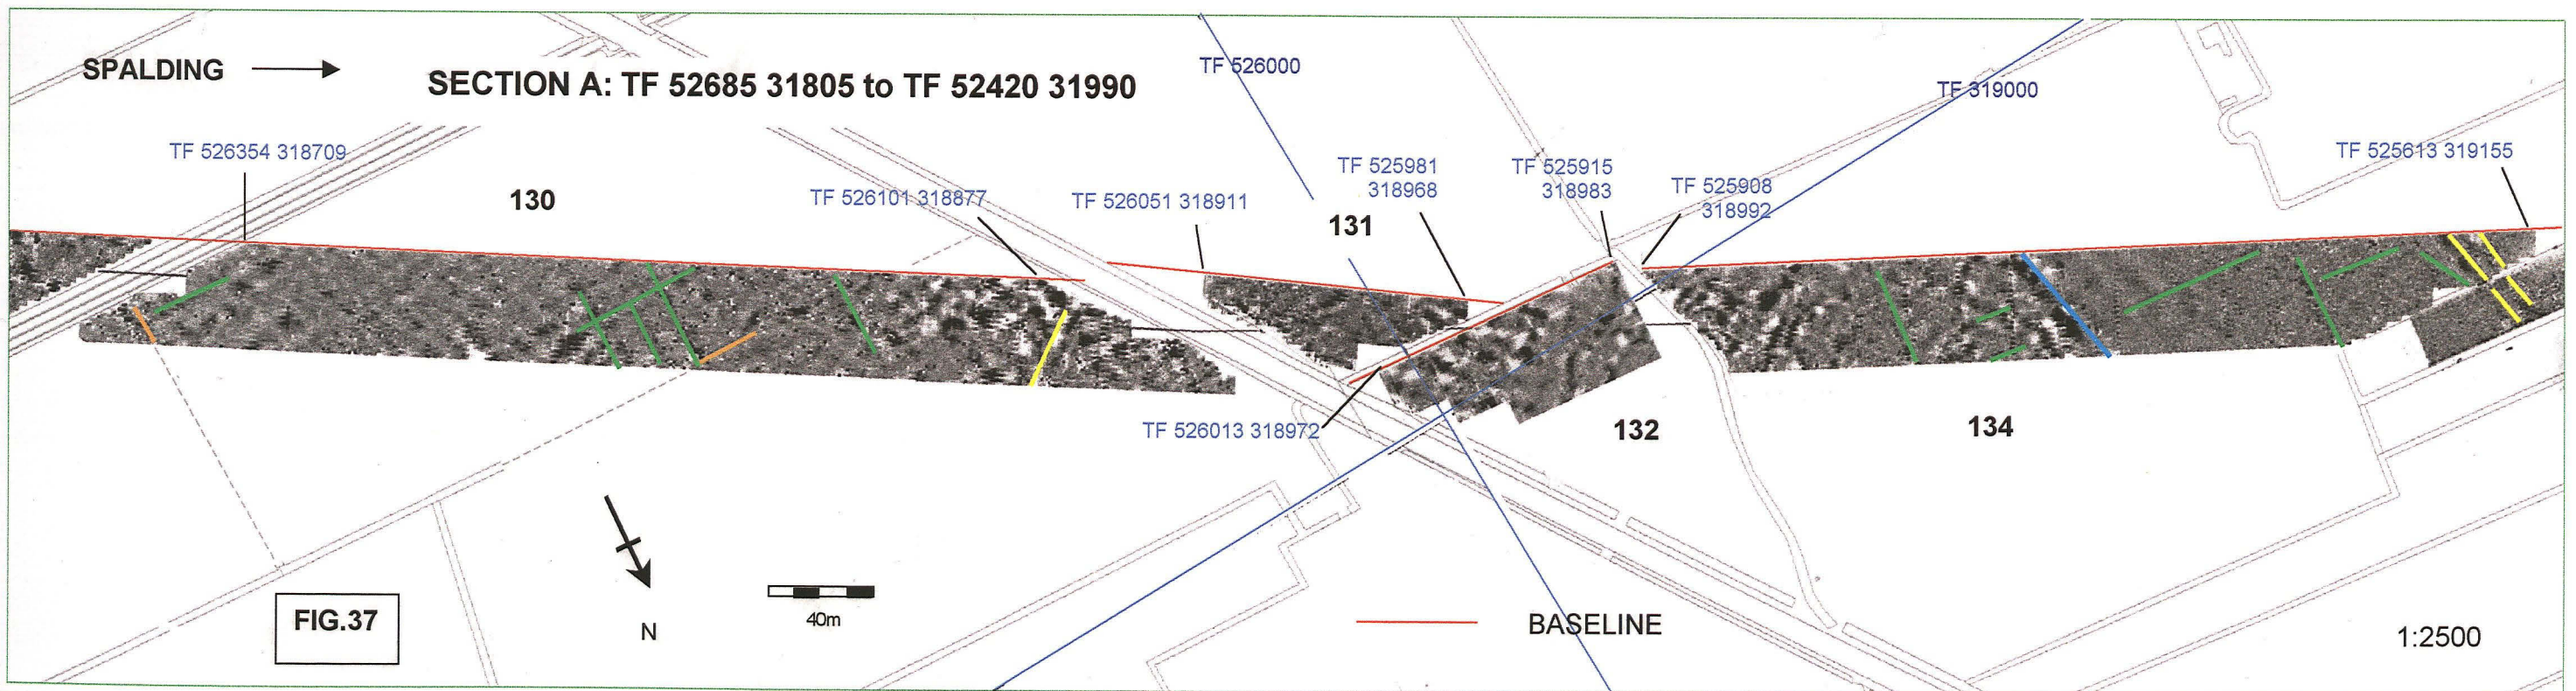 SPALDING
SECTION A: TF 52685 31805 to TF 52420 31990
TF 526000
TF 319000
TF 526354 318709
130
TF 526101 318877
TF 526051 318911
TF 525981
318968
131
TF 525915
318983
TF 525908
318992
TF 525613 319155
TF 526013 318972
132
134
FIG.37
N
40m
BASELINE
1:2500